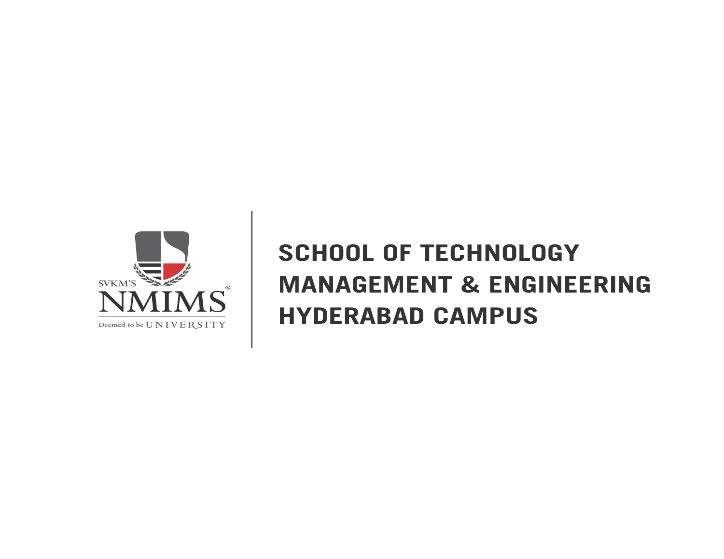 SVKM'S
NMIMS®
Deemed to be UNIVERSITY
SCHOOL OF TECHNOLOGY
MANAGEMENT & ENGINEERING
HYDERABAD CAMPUS